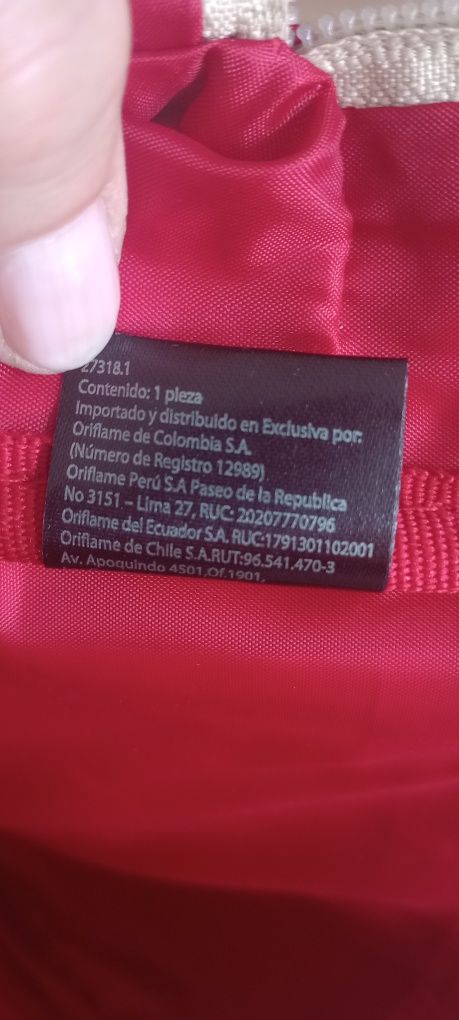 27318.1
Contenido: 1 pieza
Importado y distribuido en Exclusiva por:
Oriflame de Colombia S.A.
(Número de Registro 12989)
Oriflame Perú S.A Paseo de la Republica
No 3151 – Lima 27, RUC: 20207770796
Oriflame del Ecuador S.A. RUC:1791301102001
Oriflame de Chile S.A.RUT:96.541.470-3
Av. Apoquindo 4501,Of.1901,